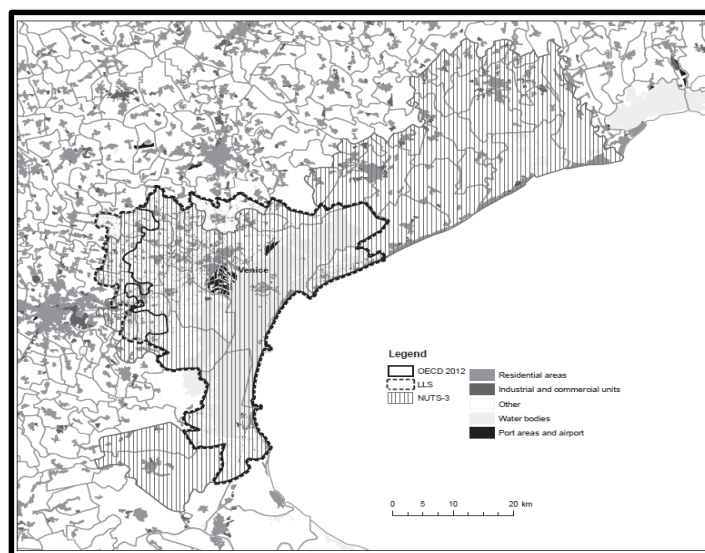 Venice
Legend
OECD 2012
LLS
NUTS-3
Residential areas
Industrial and commercial units
Other
Water bodies
Port areas and airport
0 5 10 20 km